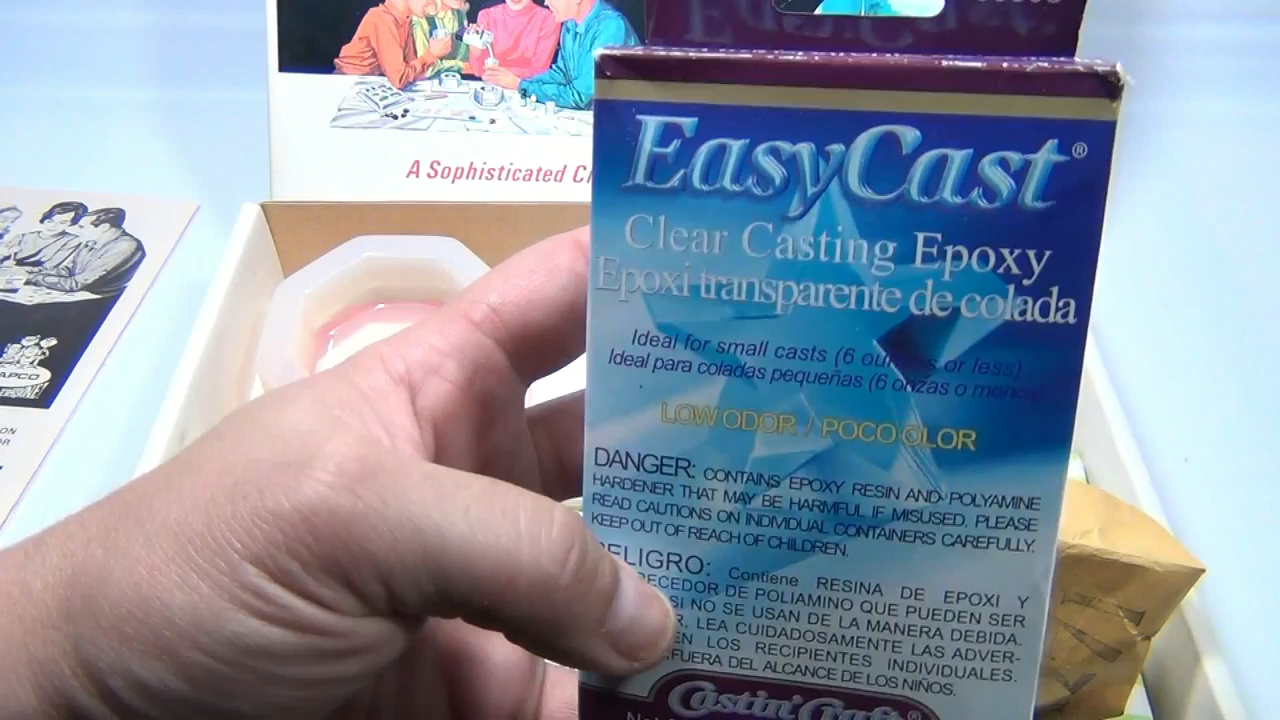 A Sophisticated
EasyCast®
Clear Casting Epoxy
Epoxi transparente de colada
Ideal for small casts (6 or less)
Ideal para coladas pequeñas (6 onzas o
LOW ODOR / POCO OLOR
DANGER: CONTAINS EPOXY RESIN AND POLYAMINE
HARDENER THAT MAY BE HARMFUL IF MISUSED. PLEASE
READ CAUTIONS ON INDIVIDUAL CONTAINERS CAREFULLY.
KEEP OUT OF REACH OF CHILDREN.
PELIGRO: Contiene RESINA DE EPOXI Y
DE POLIAMINO QUE PUEDEN SER
SI NO SE USAN DE LA MANERA DEBIDA.
LEA CUIDADOSAMENTE LAS ADVER-
EN LOS RECIPIENTES INDIVIDUALES.
FUERA DEL ALCANCE DE LOS NIÑOS.
Castin' Craft®